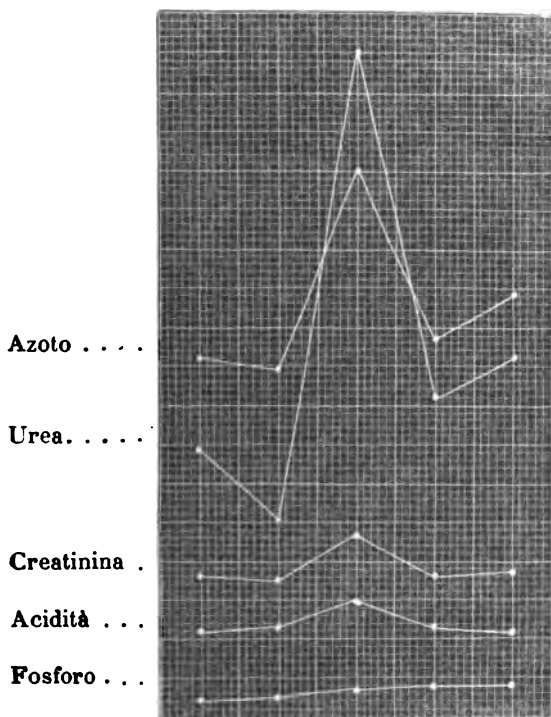 Azoto . . . .
Urea. . . . .
Creatinina .
Acidità . . .
Fosforo . . .